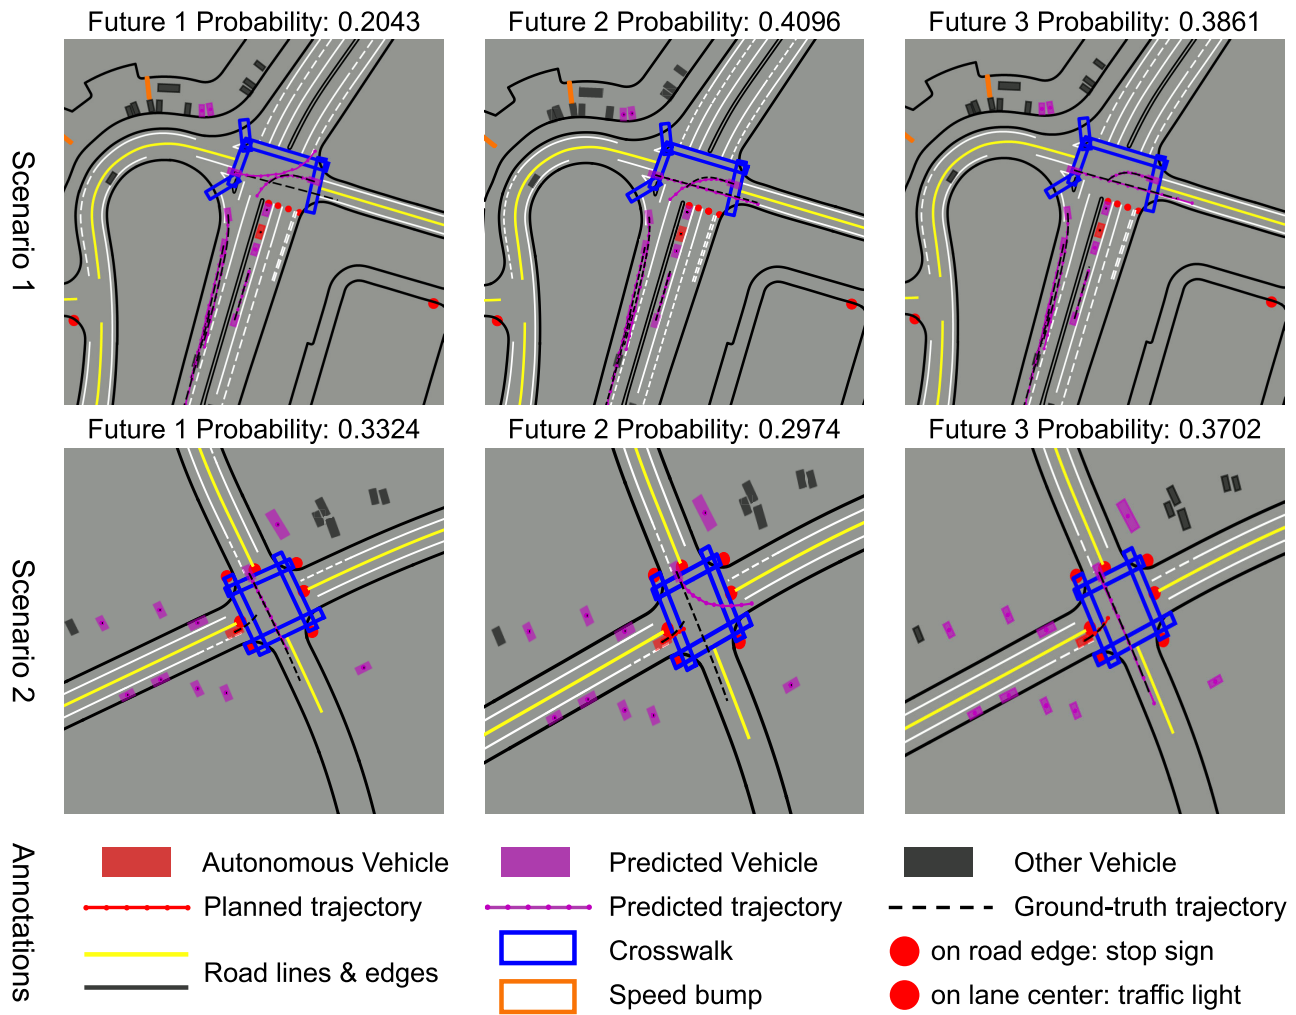 Future 1 Probability: 0.2043
Future 2 Probability: 0.4096
Future 3 Probability: 0.3861
Scenario 1
Future 1 Probability: 0.3324
Future 2 Probability: 0.2974
Future 3 Probability: 0.3702
Scenario 2
Annotations
Autonomous Vehicle
Predicted Vehicle
Other Vehicle
Planned trajectory
Predicted trajectory
Ground-truth trajectory
Road lines & edges
Crosswalk
on road edge: stop sign
Speed bump
on lane center: traffic light